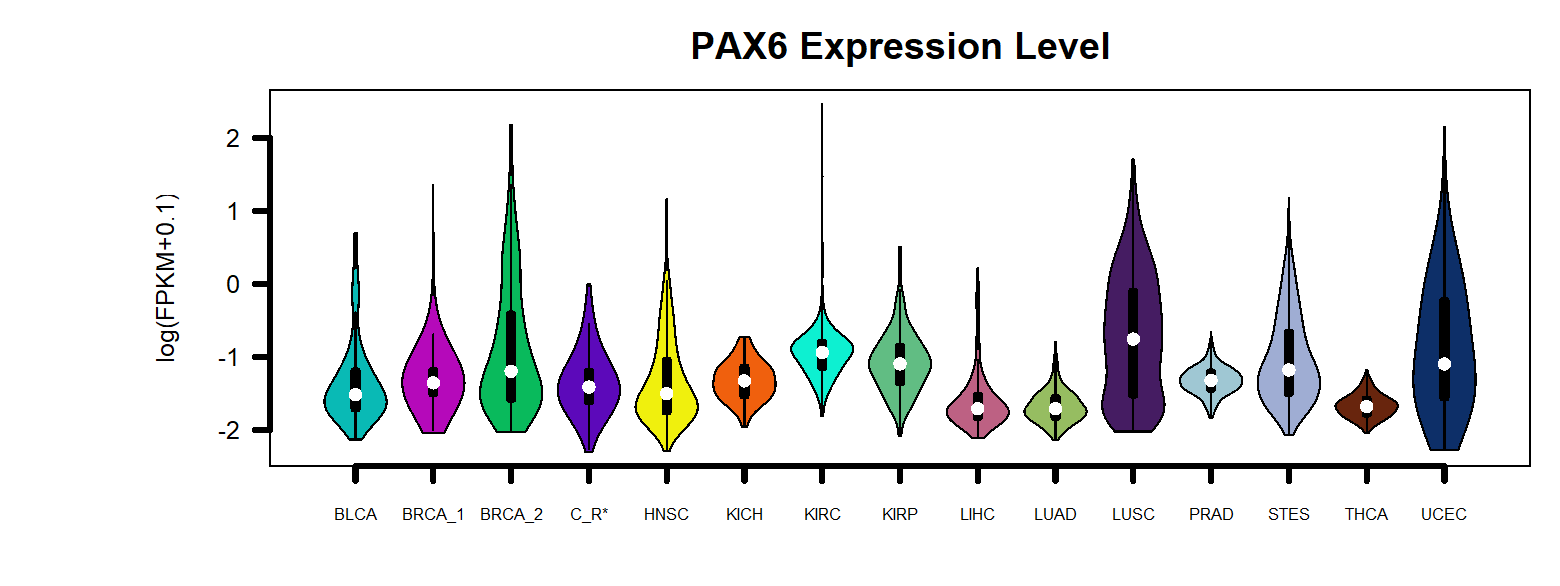 PAX6 Expression Level
log(FPKM+0.1)
2
1
0
-1
-2
BLCA BRCA_1 BRCA_2 C_R* HNSC KICH KIRC KIRP LIHC LUAD LUSC PRAD STES THCA UCEC